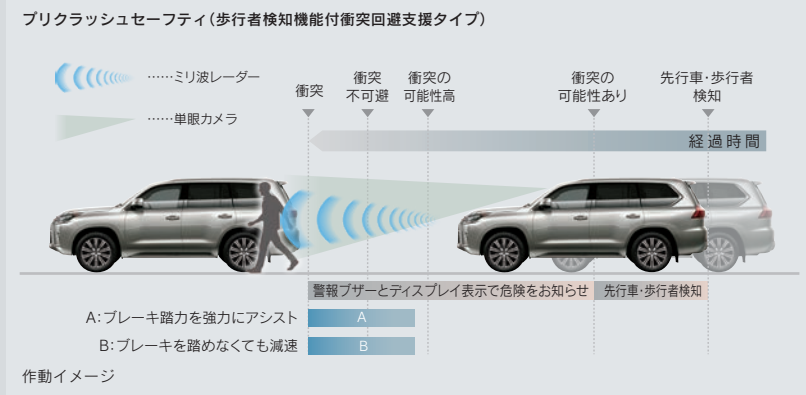 プリクラッシュセーフティ（歩行者検知機能付衝突回避支援タイプ）
……ミリ波レーダー
……単眼カメラ
衝突
衝突
不可避
衝突の
可能性高
衝突の
可能性あり
先行車・歩行者
検知
経過時間
警報ブザーとディスプレイ表示で危険をお知らせ
先行車・歩行者検知
A：ブレーキ踏力を強力にアシスト
A
B：ブレーキを踏めなくても減速
B
作動イメージ